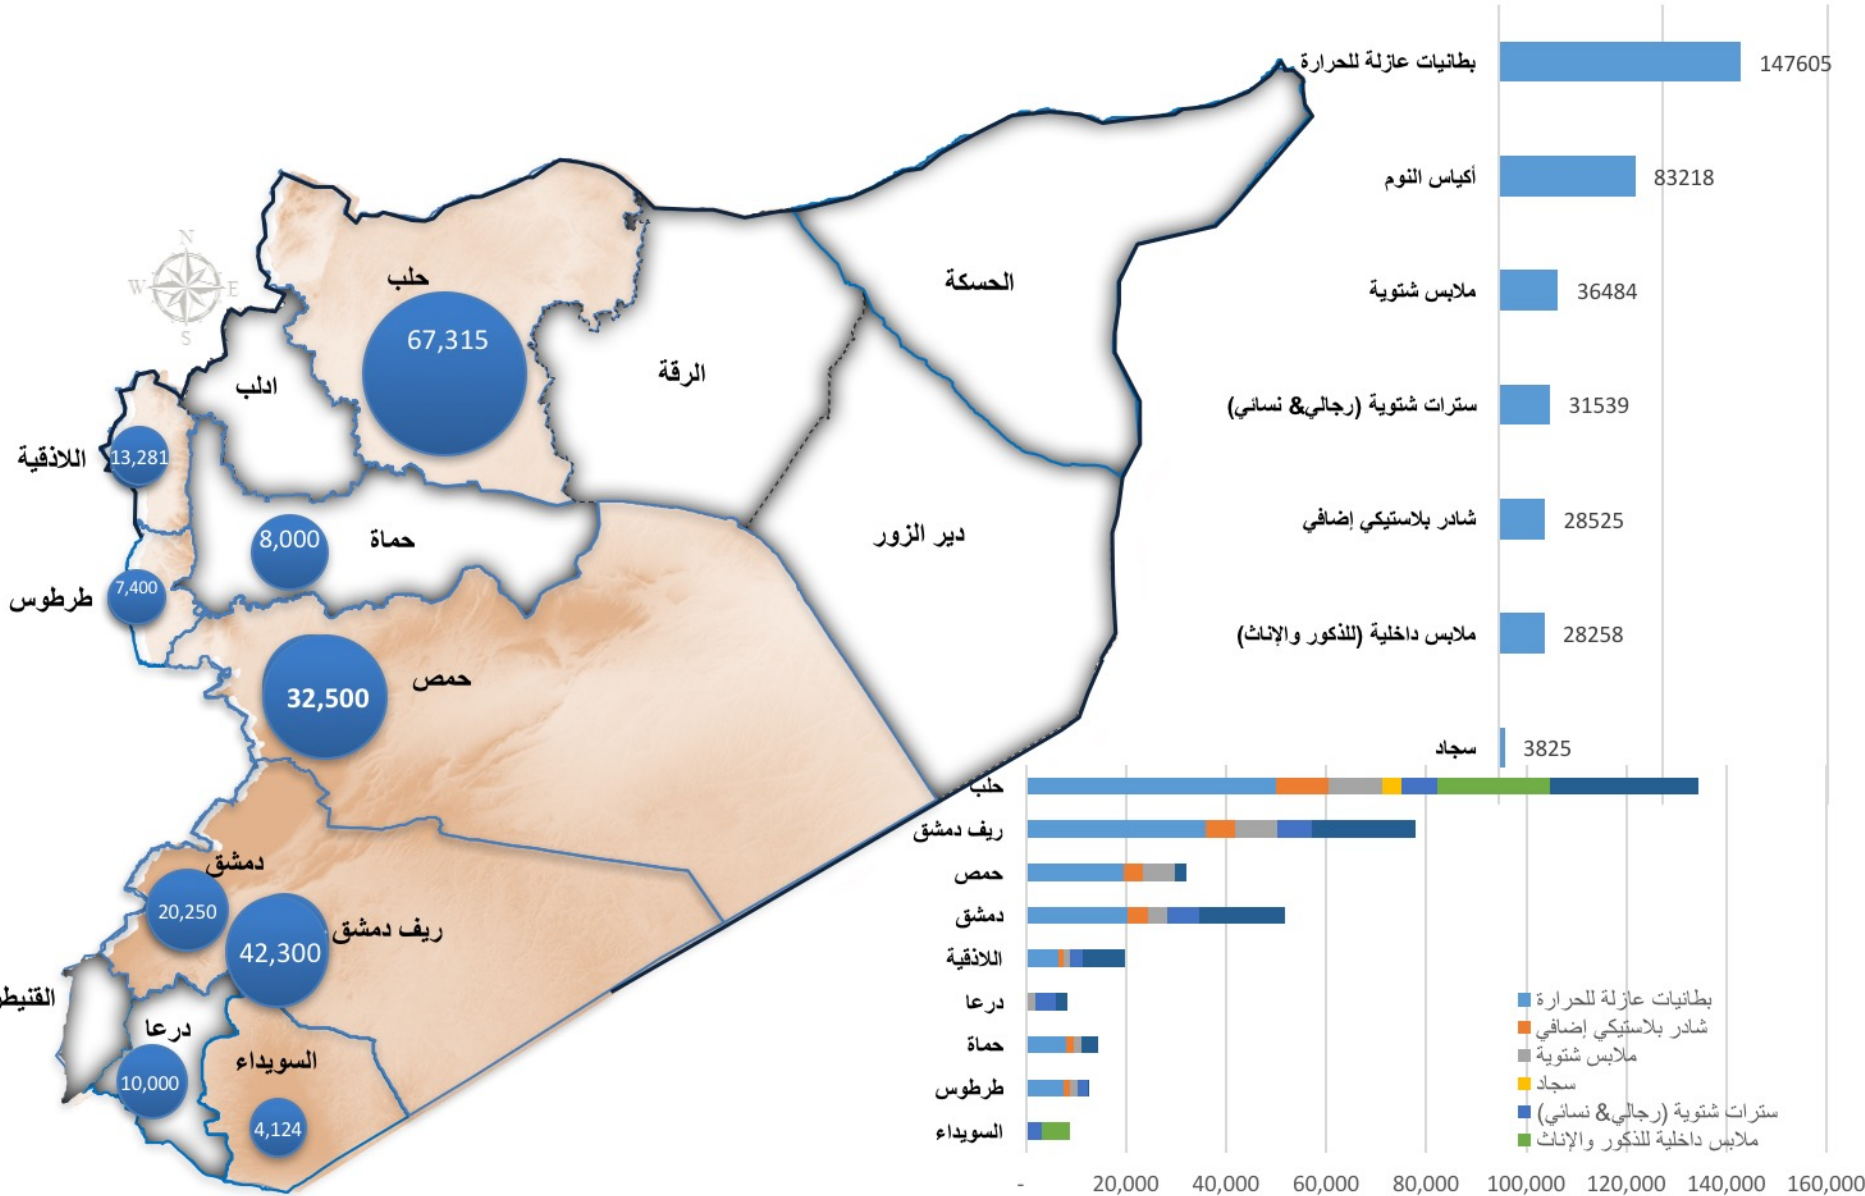 بطانيات عازلة للحرارة 147605
أكياس النوم 83218
ملابس شتوية 36484
سترات شتوية (رجالي& نسائي) 31539
شادر بلاستيكي إضافي 28525
ملابس داخلية (للذكور والإناث) 28258
سجاد 3825
N
W E
S
حلب
67,315
الحسكة
الرقة
ادلب
اللاذقية
13,281
حماة
8,000
دير الزور
طرطوس
7,400
حمص
32,500
دمشق
20,250
ريف دمشق
42,300
القنيطر
درعا
10,000
السويداء
4,124
حلب
ريف دمشق
حمص
دمشق
اللاذقية
درعا
حماة
طرطوس
السويداء
بطانيات عازلة للحرارة
شادر بلاستيكي إضافي
ملابس شتوية
سجاد
سترات شتوية (رجالي& نسائي)
ملابس داخلية للذكور والإناث
- 20,000 40,000 60,000 80,000 100,000 120,000 140,000 160,000